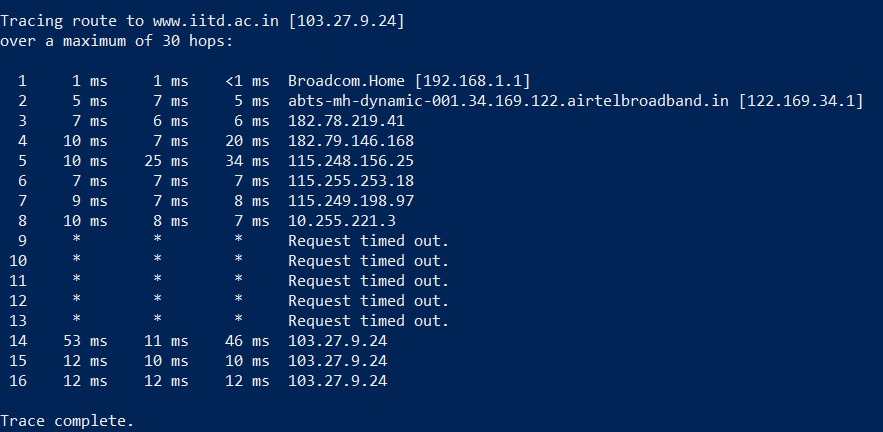 Tracing route to www.iitd.ac.in [103.27.9.24]
over a maximum of 30 hops:
1 1 ms 1 ms <1 ms Broadcom.Home [192.168.1.1]
2 5 ms 7 ms 5 ms abts-mh-dynamic-001.34.169.122.airtelbroadband.in [122.169.34.1]
3 7 ms 6 ms 6 ms 182.78.219.41
4 10 ms 7 ms 20 ms 182.79.146.168
5 10 ms 25 ms 34 ms 115.248.156.25
6 7 ms 7 ms 7 ms 115.255.253.18
7 9 ms 7 ms 8 ms 115.249.198.97
8 10 ms 8 ms 7 ms 10.255.221.3
9 * * * Request timed out.
10 * * * Request timed out.
11 * * * Request timed out.
12 * * * Request timed out.
13 * * * Request timed out.
14 53 ms 11 ms 46 ms 103.27.9.24
15 12 ms 10 ms 10 ms 103.27.9.24
16 12 ms 12 ms 12 ms 103.27.9.24
Trace complete.